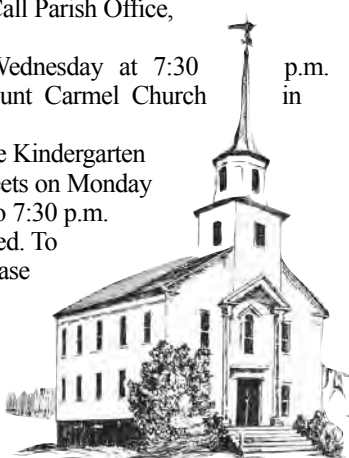 Call Parish Office,
Wednesday at 7:30 p.m.
unt Carmel Church in
e Kindergarten
eets on Monday
o 7:30 p.m.
ed. To
ase